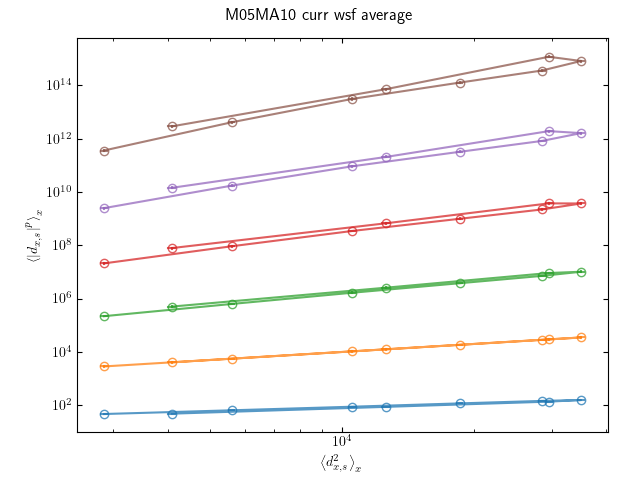 M05MA10 curr wsf average
10^{14}
10^{12}
10^{10}
10^{8}
10^{6}
10^{4}
10^{2}
⟨|d_{x,s}|^p⟩_x
10^4
⟨d_{x,s}^2⟩_x